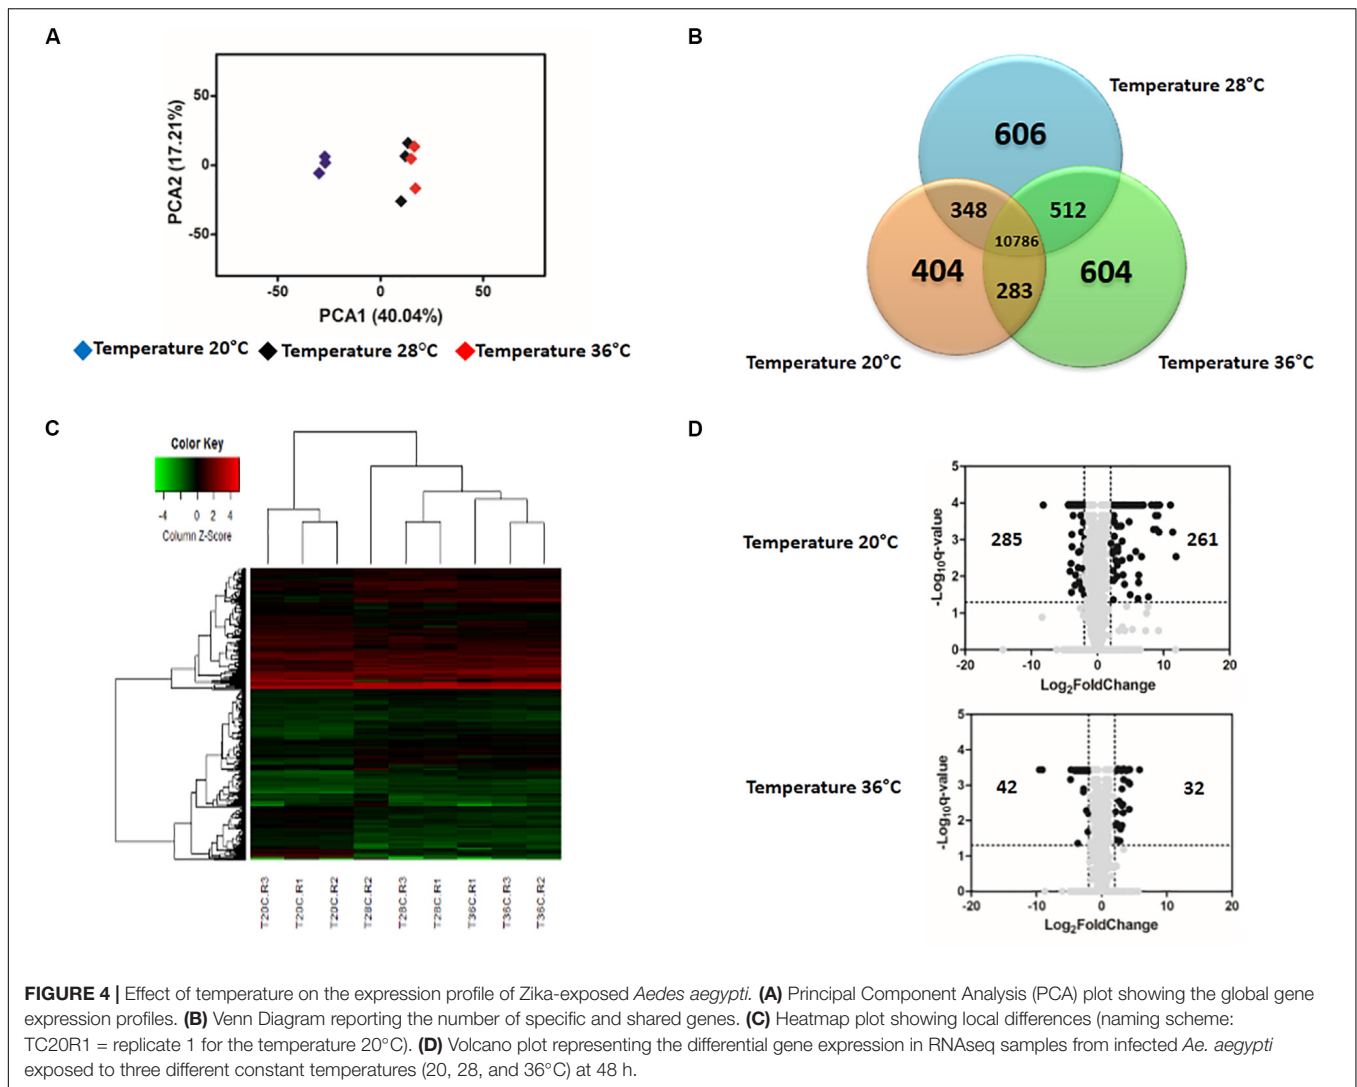 A
PCA2 (17.21%)
50
0
-50
-50
0
50
PCA1 (40.04%)
Temperature 20°C
Temperature 28°C
Temperature 36°C
B
Temperature 28°C
606
348
512
10786
404
283
604
Temperature 20°C
Temperature 36°C
C
Color Key
-4 0 2 4
Column Z-Score
T20C.R3
T20C.R1
T20C.R2
T28C.R2
T28C.R3
T28C.R1
T36C.R1
T36C.R3
T36C.R2
D
Temperature 20°C
-Log10q-value
5
4
3
2
1
0
285
261
-20 -10 0 10 20
Log2FoldChange
Temperature 36°C
-Log10q-value
5
4
3
2
1
0
42
32
-20 -10 0 10 20
Log2FoldChange
FIGURE 4 | Effect of temperature on the expression profile of Zika-exposed Aedes aegypti. (A) Principal Component Analysis (PCA) plot showing the global gene
expression profiles. (B) Venn Diagram reporting the number of specific and shared genes. (C) Heatmap plot showing local differences (naming scheme:
TC20R1 = replicate 1 for the temperature 20°C). (D) Volcano plot representing the differential gene expression in RNAseq samples from infected Ae. aegypti
exposed to three different constant temperatures (20, 28, and 36°C) at 48 h.